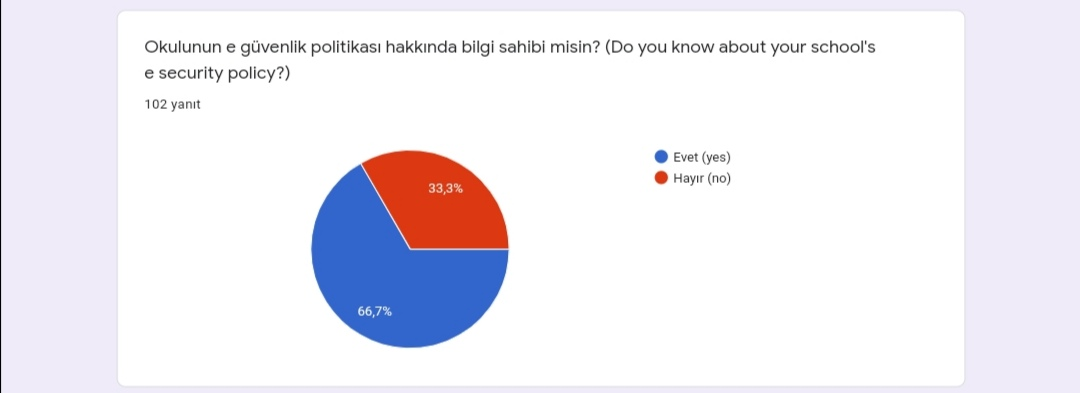 Okulunun e güvenlik politikası hakkında bilgi sahibi misin? (Do you know about your school's
e security policy?)
102 yanıt
Evet (yes)
Hayır (no)
33,3%
66,7%